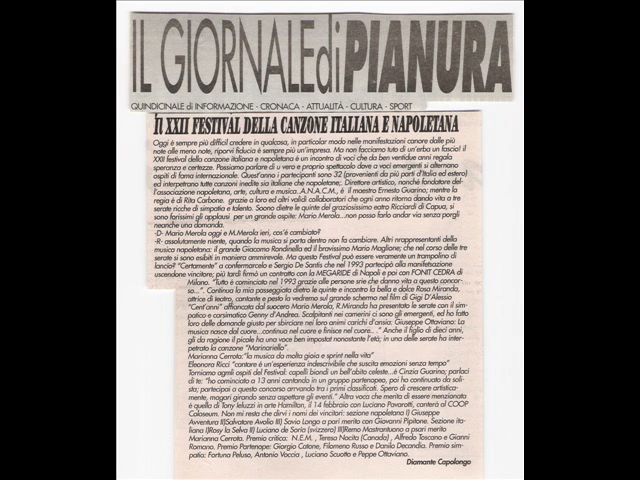 IL GIORNALE di PIANURA
QUINDICINALE di INFORMAZIONE - CRONACA - ATTUALITÀ - CULTURA - SPORT
Il XXII FESTIVAL DELLA CANZONE ITALIANA E NAPOLETANA
Oggi è sempre più difficil credere in qualcosa, in particolar modo nelle manifestazioni canore dalle più
note alle meno note, riporvi fiducia è sempre più un'impresa. Ma non facciamo tuto di un'erba un fascio! il
XXII festival della canzone italiana e napoletana è un incontro di voci che da ben ventidue anni regala
speranza e certezze. Possiamo parlare di u vero e proprio spettacolo dove a voci emergenti si alternano
ospiti di fama internazionale. Quest'anno i partecipanti sono 32 (provenienti da più parti d'Italia ed estero)
ed interpretano tutte canzoni inedite sia italiane che napoletane;. Direttore artistico, nonché fondatore del-
l'associazione napoletana, arte, cultura e musica..A.N.A.C.M., è il maestro Ernesto Guarino; mentre la
regia è di Rita Carbone. grazie a loro ed altri validi collaboratori che ogni anno ritorna dando vita a tre
serate ricche di simpatia e talento. Sono dietre le quinte del graziosissimo eatro Ricciardi di Capua, si
sono farissimi gli applausi per un grande ospite: Mario Merola...non posso farlo andar via senza porgli
neanche una domanda.
-D- Mario Merola oggi e M.Merola ieri, cos'è cambiato?
-R- assolutamente niente, quando la musica si porta dentro non fa cambiare. Altri rrappresentanti della
musica napoletana: il grande Giacomo Rondinella ed il bravissimo Mario Maglione; che nel corso delle tre
serate si sono esibiti in maniera ammirevole. Ma questo Festival può essere veramente un trampolino di
lancio? "Certamente" a confermarcelo e Sergio De Santis che nel 1993 partecipò alla manifestazione
uscendone vincitore; più tardi firmò un contratto con la MEGARIDE di Napoli e poi con FONIT CEDRA di
Milano. "Tutto è cominciato nel 1993 grazie alle persone srie che danno vita a questo concor-
so...". Continua la mia passeggiata dietro le quinte e incontro la bella e dolce Rosa Miranda,
attrice di teatro, cantante e pesto la vedremo sul grande schermo nel film di Gigi D'Alessio
"Cent'anni" affiancata dal suocero Mario Merola, R.Miranda ha presentato le serate con il sim-
patico e carismatico Genny d'Andrea. Scalpitanti nei camerini ci sono gli emergenti, ed ho fatto
loro delle domande giusto per sbirciare nei loro animi carichi d'ansia: Giuseppe Ottaviano: La
musica nasce dal cuore...continua nel cuore e finisce nel cuore. ." Anche il figlio di dieci anni,
gli da ragione il picolo ha una voce ben impostat nonostante l'età; in una delle serate ha inter-
petrato la canzone "Marinariello".
Marianna Cerrota:"la musica da molta gioia e sprint nella vita"
Eleonora Ricci "cantare è un'esperienza indescrivibile che suscita emozioni senza tempo"
Torniamo agnli ospiti del Festival: capelli biondi un bell'abito celeste...è Cinzia Guarino; parlaci
di te: "ho cominciato a 13 anni cantando in un gruppo partenopeo, poi ho continuato da soli-
sta; partecipai a questo concorso arrivando tra i primi classificati. Spero di crescere artistica-
mente, magari girando senza aspettare gli eventi." Altra voce che merita di essere menzionata
è quella di Tony Ieluzzi in arte Hamilton, il 14 febbraio con Luciano Pavarotti, canterà al COOP
Coloseum. Non mi resta che dirvi i nomi dei vincitori: sezione napoletana I) Giuseppe
Avventura II)Salvatore Avolio III) Savio Longo a pari merito con Giovanni Pipitone. Sezione ita-
liana I)Rosy la Selva II) Luciano de Soria (svizzero) III)Remo Mastrantuono a psari merito
Marianna Cerrota. Premio critica: N.E.M. , Teresa Nocita (Canada) , Alfredo Toscano e Gianni
Romano. Premio Partenope: Giorgio Catone, Filomeno Russo e Danilo Decandia. Premio sim-
patia: Fortuna Peluso, Antonio Voccia , Luciano Scuotto e Peppe Ottaviano.
Diamante Capolongo